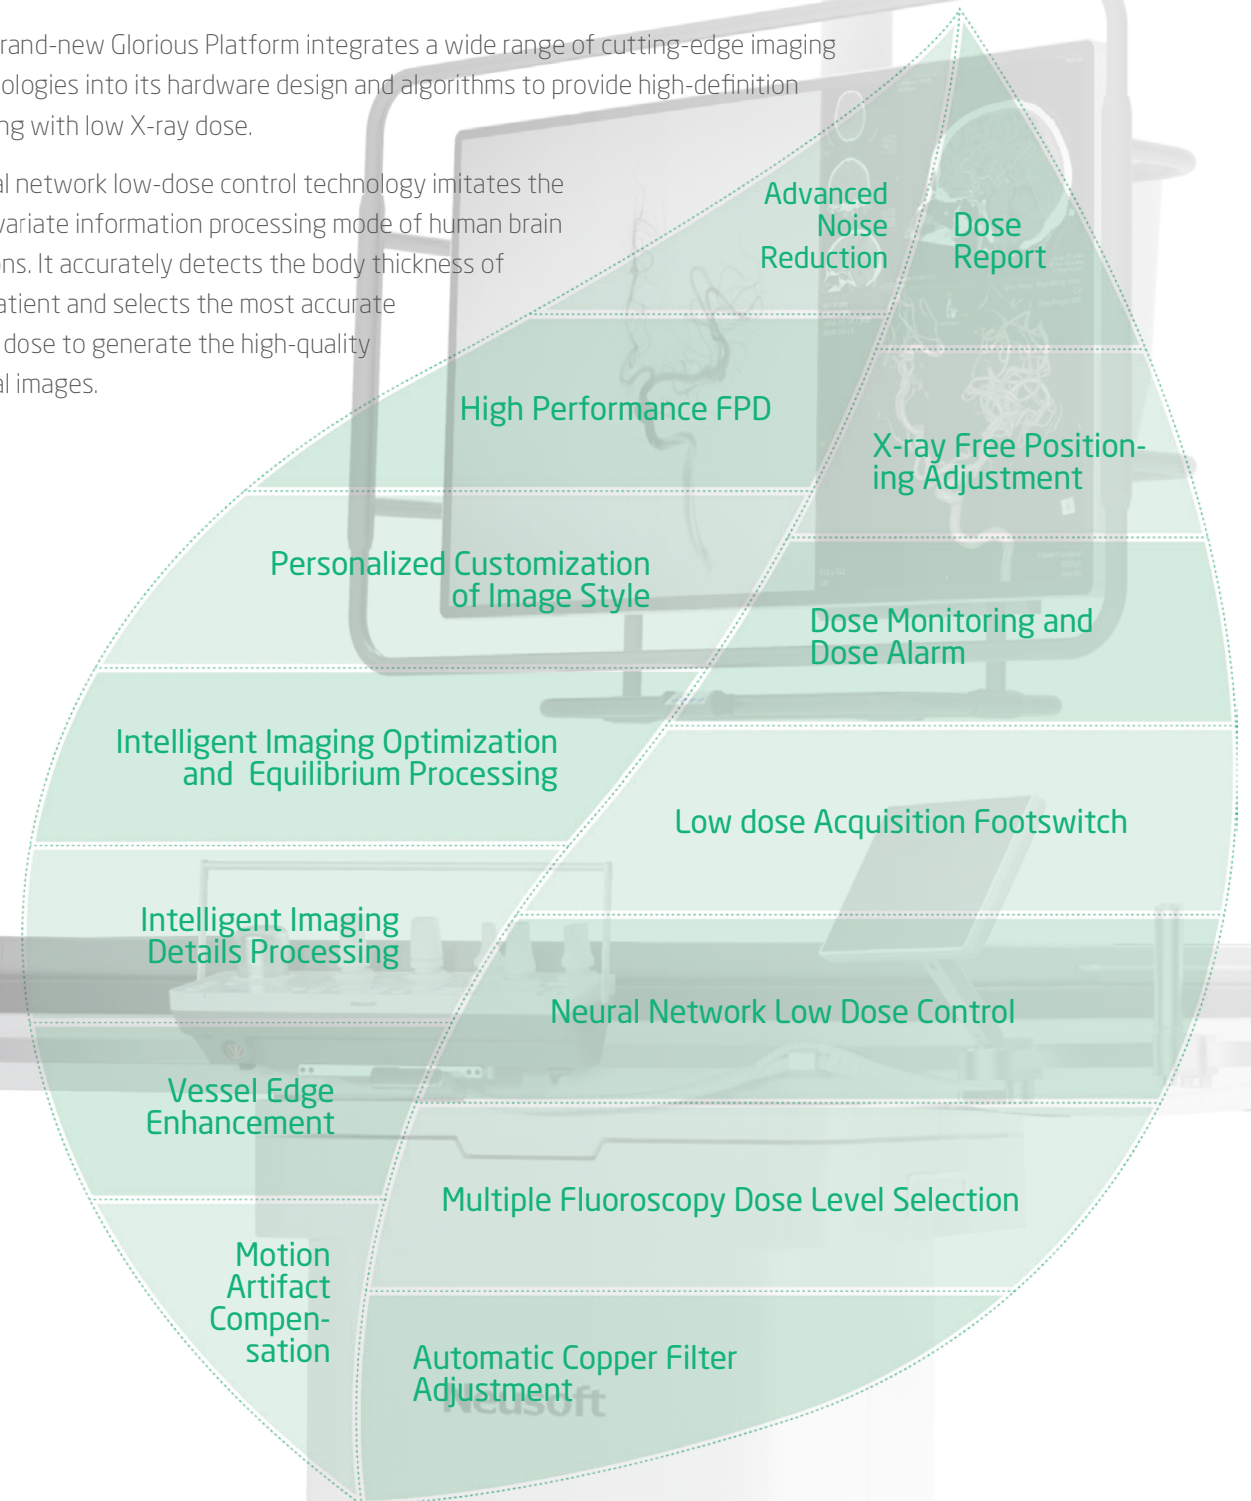 rand-new Glorious Platform integrates a wide range of cutting-edge imaging
ologies into its hardware design and algorithms to provide high-definition
ng with low X-ray dose.
al network low-dose control technology imitates the
variate information processing mode of human brain
ons. It accurately detects the body thickness of
atient and selects the most accurate
dose to generate the high-quality
al images.
Advanced
Noise
Reduction
Dose
Report
High Performance FPD
X-ray Free Position-
ing Adjustment
Personalized Customization
of Image Style
Dose Monitoring and
Dose Alarm
Intelligent Imaging Optimization
and Equilibrium Processing
Low dose Acquisition Footswitch
Intelligent Imaging
Details Processing
Neural Network Low Dose Control
Vessel Edge
Enhancement
Multiple Fluoroscopy Dose Level Selection
Motion
Artifact
Compen-
sation
Automatic Copper Filter
Adjustment
Neusoft